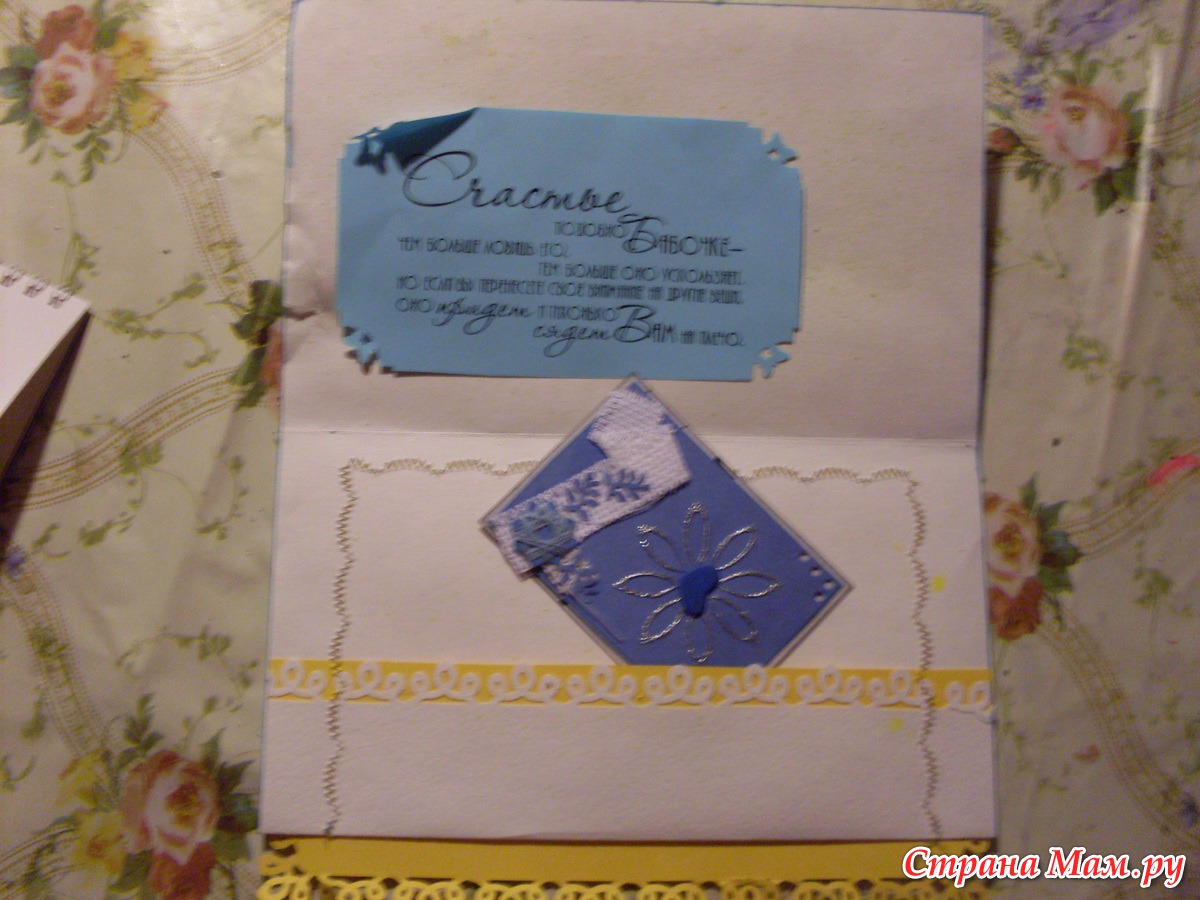 Счастье
подобно Бабочке—
чем больше ловишь его,
тем больше оно ускользает.
Но если вы перенесете свое внимание на другие вещи,
оно придет и тихонько
сядет Вам на плечо.
Страна Мам.ру